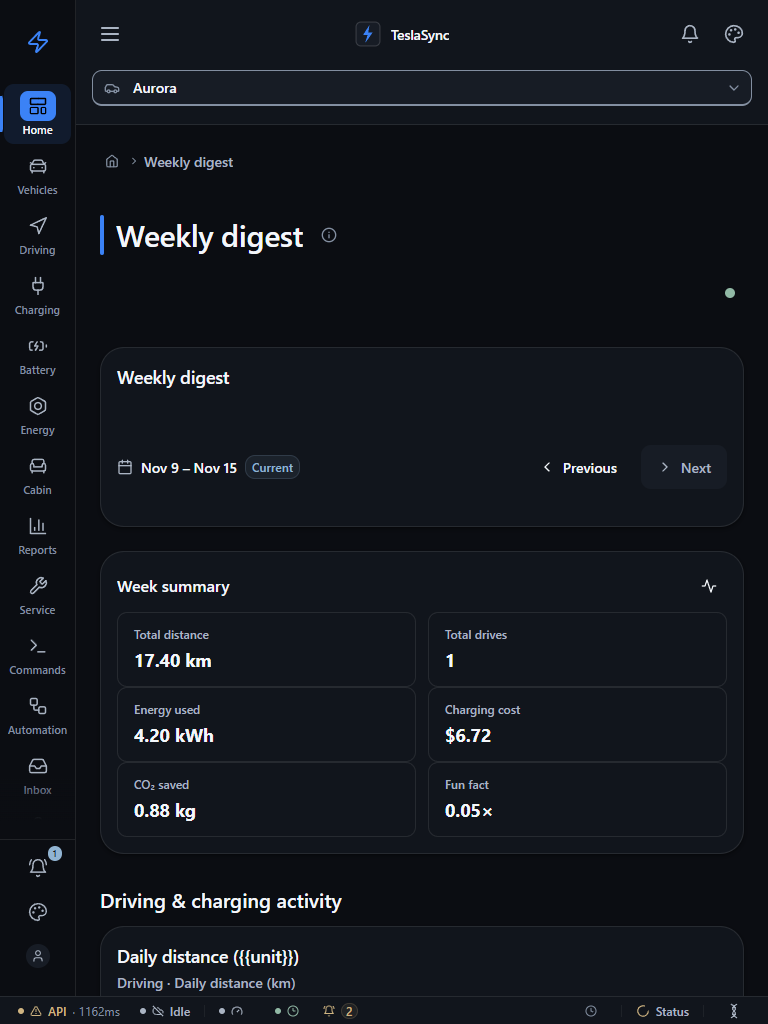 TeslaSync
Aurora
Home
Vehicles
Driving
Charging
Battery
Energy
Cabin
Reports
Service
Commands
Automation
Inbox
1
Weekly digest
Weekly digest
Weekly digest
Nov 9 – Nov 15
Current
Previous
Next
Week summary
Total distance
17.40 km
Total drives
1
Energy used
4.20 kWh
Charging cost
$6.72
CO₂ saved
0.88 kg
Fun fact
0.05×
Driving & charging activity
Daily distance ({{unit}})
Driving · Daily distance (km)
API · 1162ms
Idle
2
Status